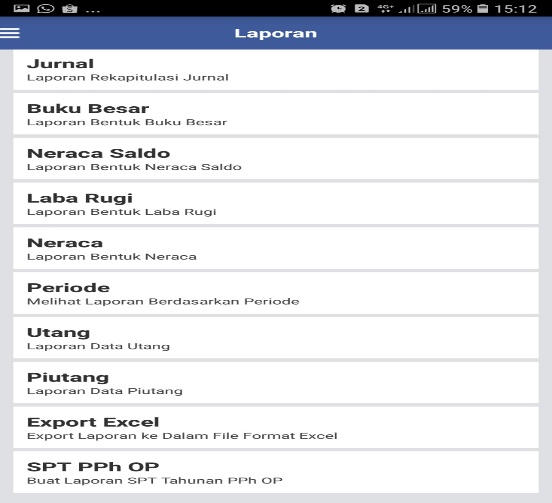 ... 4G+ 59% 15:12
Laporan
Jurnal
Laporan Rekapitulasi Jurnal
Buku Besar
Laporan Bentuk Buku Besar
Neraca Saldo
Laporan Bentuk Neraca Saldo
Laba Rugi
Laporan Bentuk Laba Rugi
Neraca
Laporan Bentuk Neraca
Periode
Melihat Laporan Berdasarkan Periode
Utang
Laporan Data Utang
Piutang
Laporan Data Piutang
Export Excel
Export Laporan ke Dalam File Format Excel
SPT PPh OP
Buat Laporan SPT Tahunan PPh OP